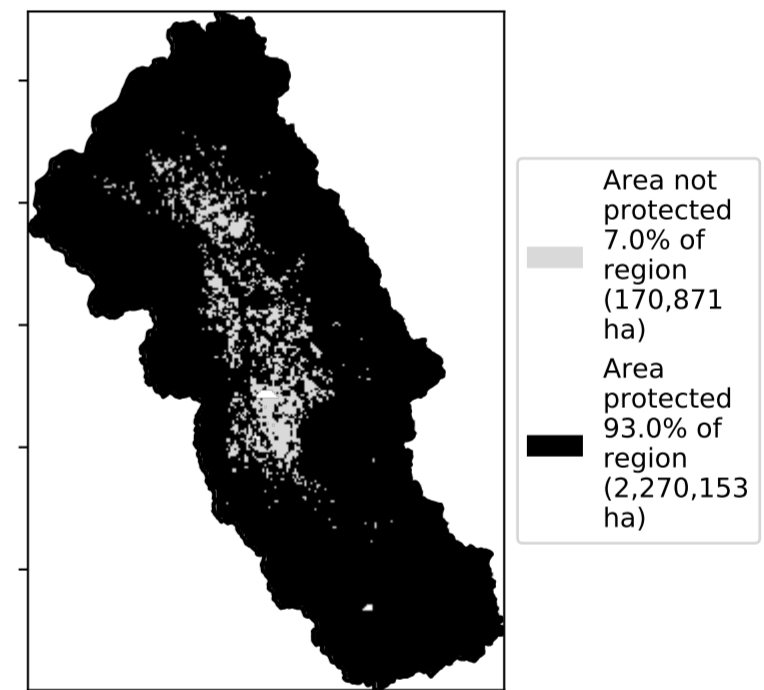 Area not
protected
7.0% of
region
(170,871
ha)
Area
protected
93.0% of
region
(2,270,153
ha)